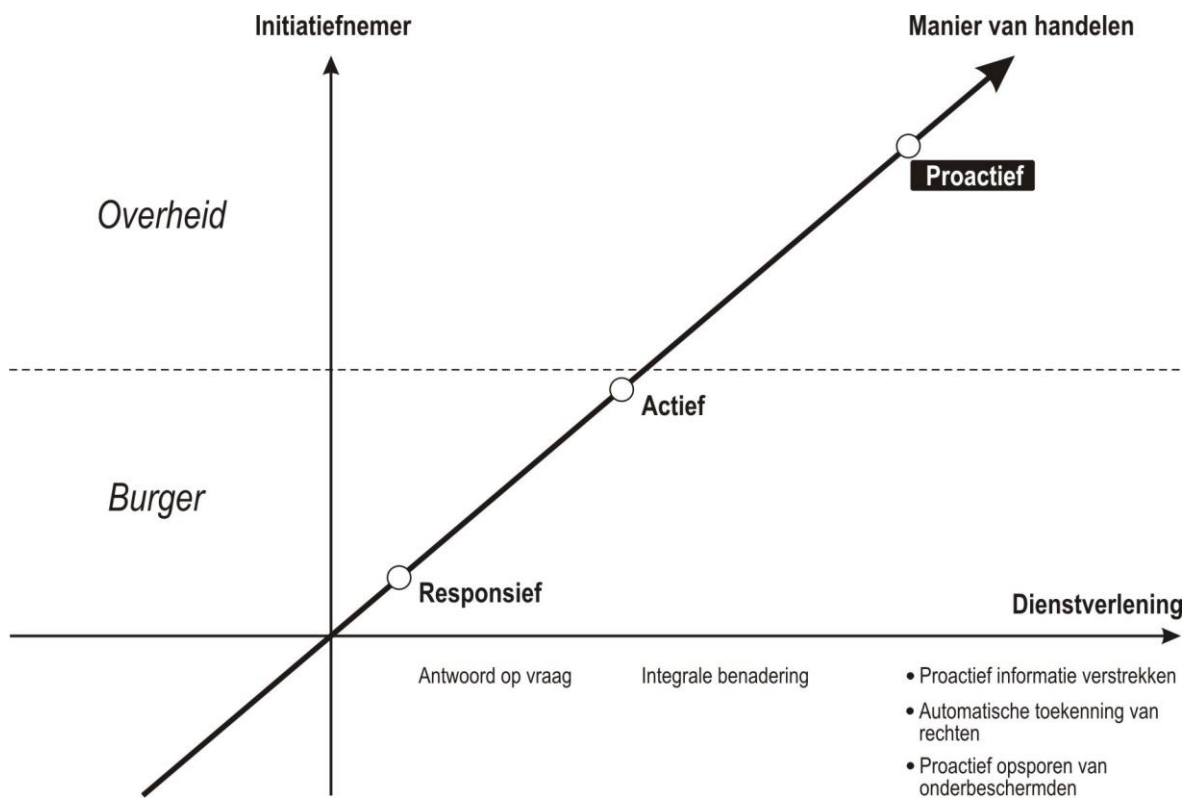 Initiatiefnemer
Manier van handelen
Proactief
Overheid
Actief
Burger
Responsief
Dienstverlening
Antwoord op vraag
Integrale benadering
• Proactief informatie verstrekken
• Automatische toekenning van
rechten
• Proactief opsporen van
onderbeschermden